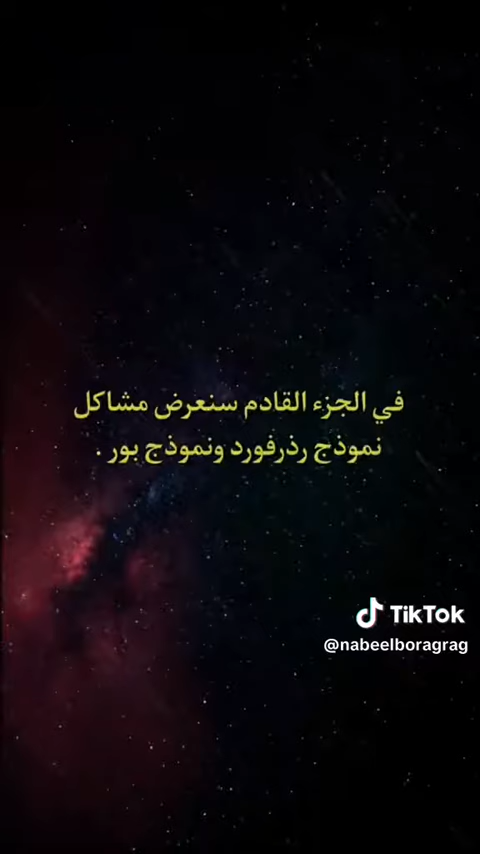 في الجزء القادم سنعرض مشاكل
نموذج رذرفورد ونموذج بور .
TikTok
@nabeelboragrag